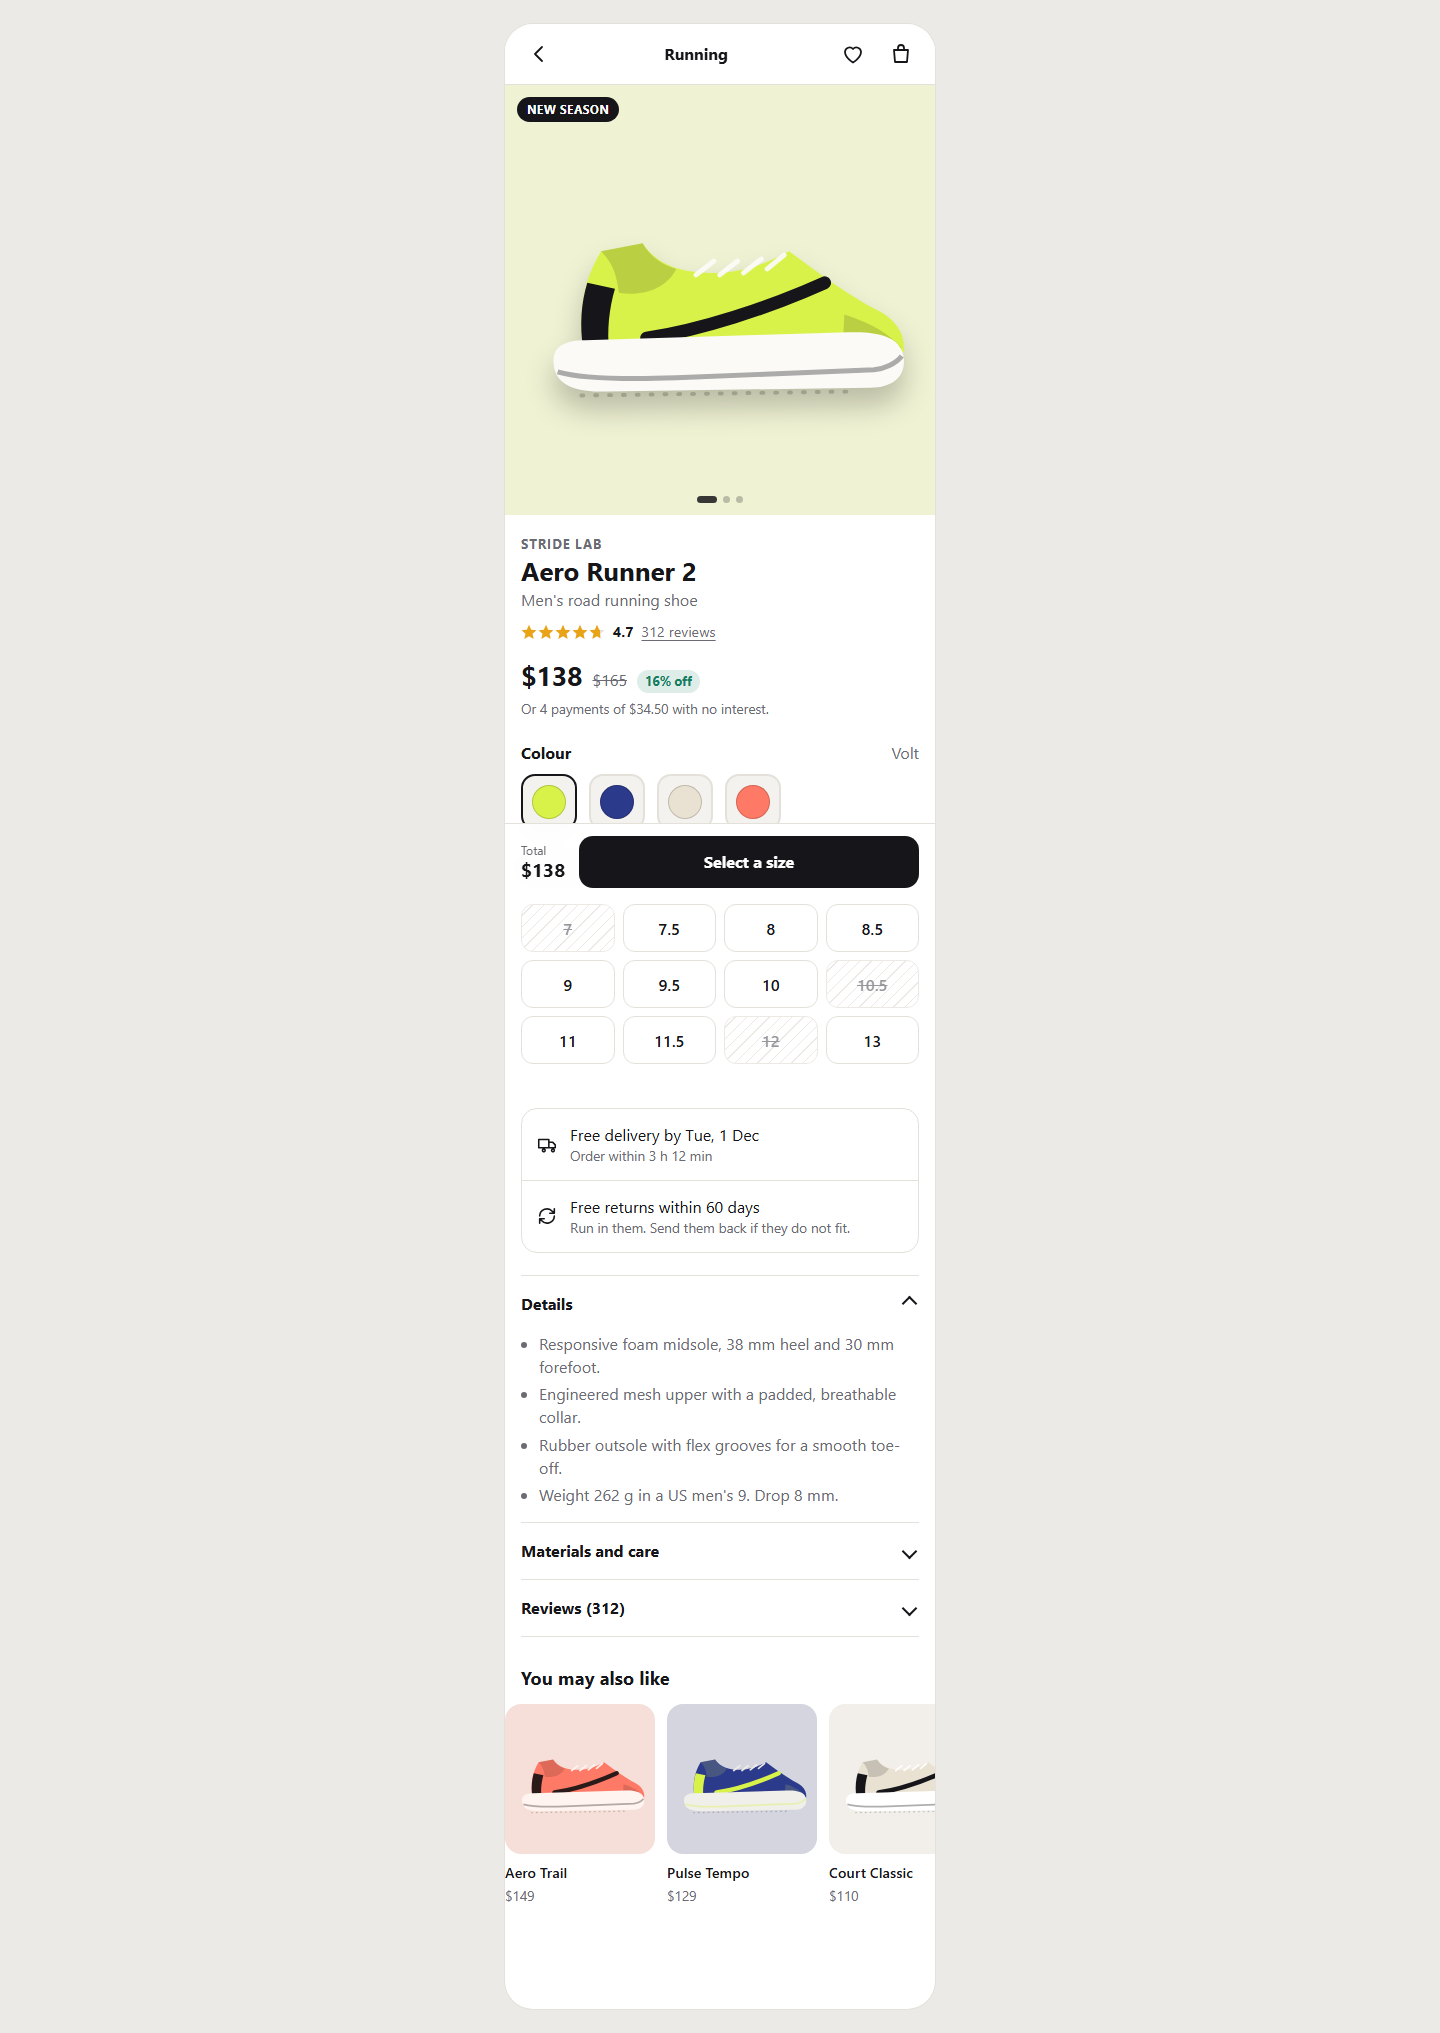 Running
NEW SEASON
STRIDE LAB
Aero Runner 2
Men's road running shoe
4.7 312 reviews
$138 $165 16% off
Or 4 payments of $34.50 with no interest.
Colour Volt
Total
$138
Select a size
7 7.5 8 8.5
9 9.5 10 10.5
11 11.5 12 13
Free delivery by Tue, 1 Dec
Order within 3 h 12 min
Free returns within 60 days
Run in them. Send them back if they do not fit.
Details
Responsive foam midsole, 38 mm heel and 30 mm
forefoot.
Engineered mesh upper with a padded, breathable
collar.
Rubber outsole with flex grooves for a smooth toe-
off.
Weight 262 g in a US men's 9. Drop 8 mm.
Materials and care
Reviews (312)
You may also like
Aero Trail
$149
Pulse Tempo
$129
Court Classic
$110